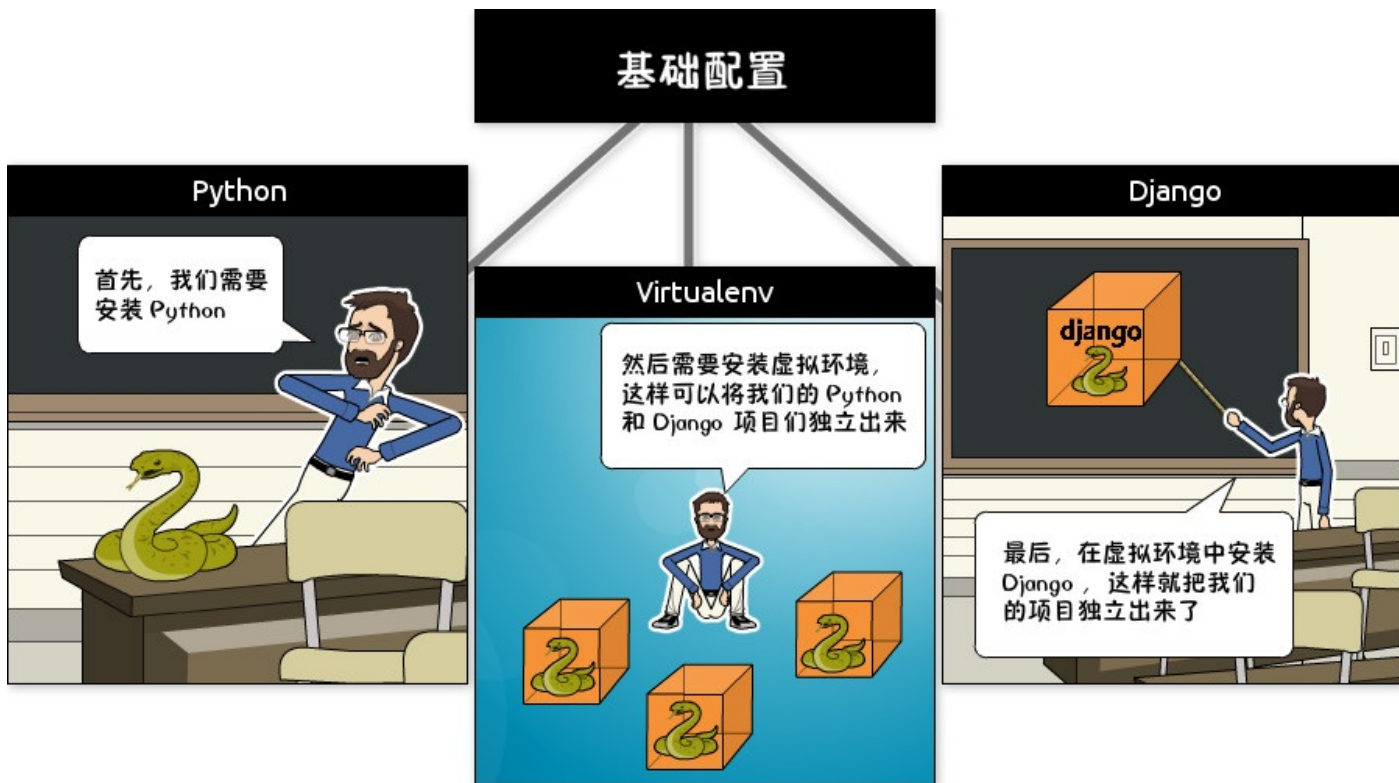 基础配置
Python
首先，我们需要
安装 Python
Virtualenv
然后需要安装虚拟环境，
这样可以将我们的 Python
和 Django 项目们独立出来
Django
django
最后，在虚拟环境中安装
Django ，这样就把我们
的项目独立出来了